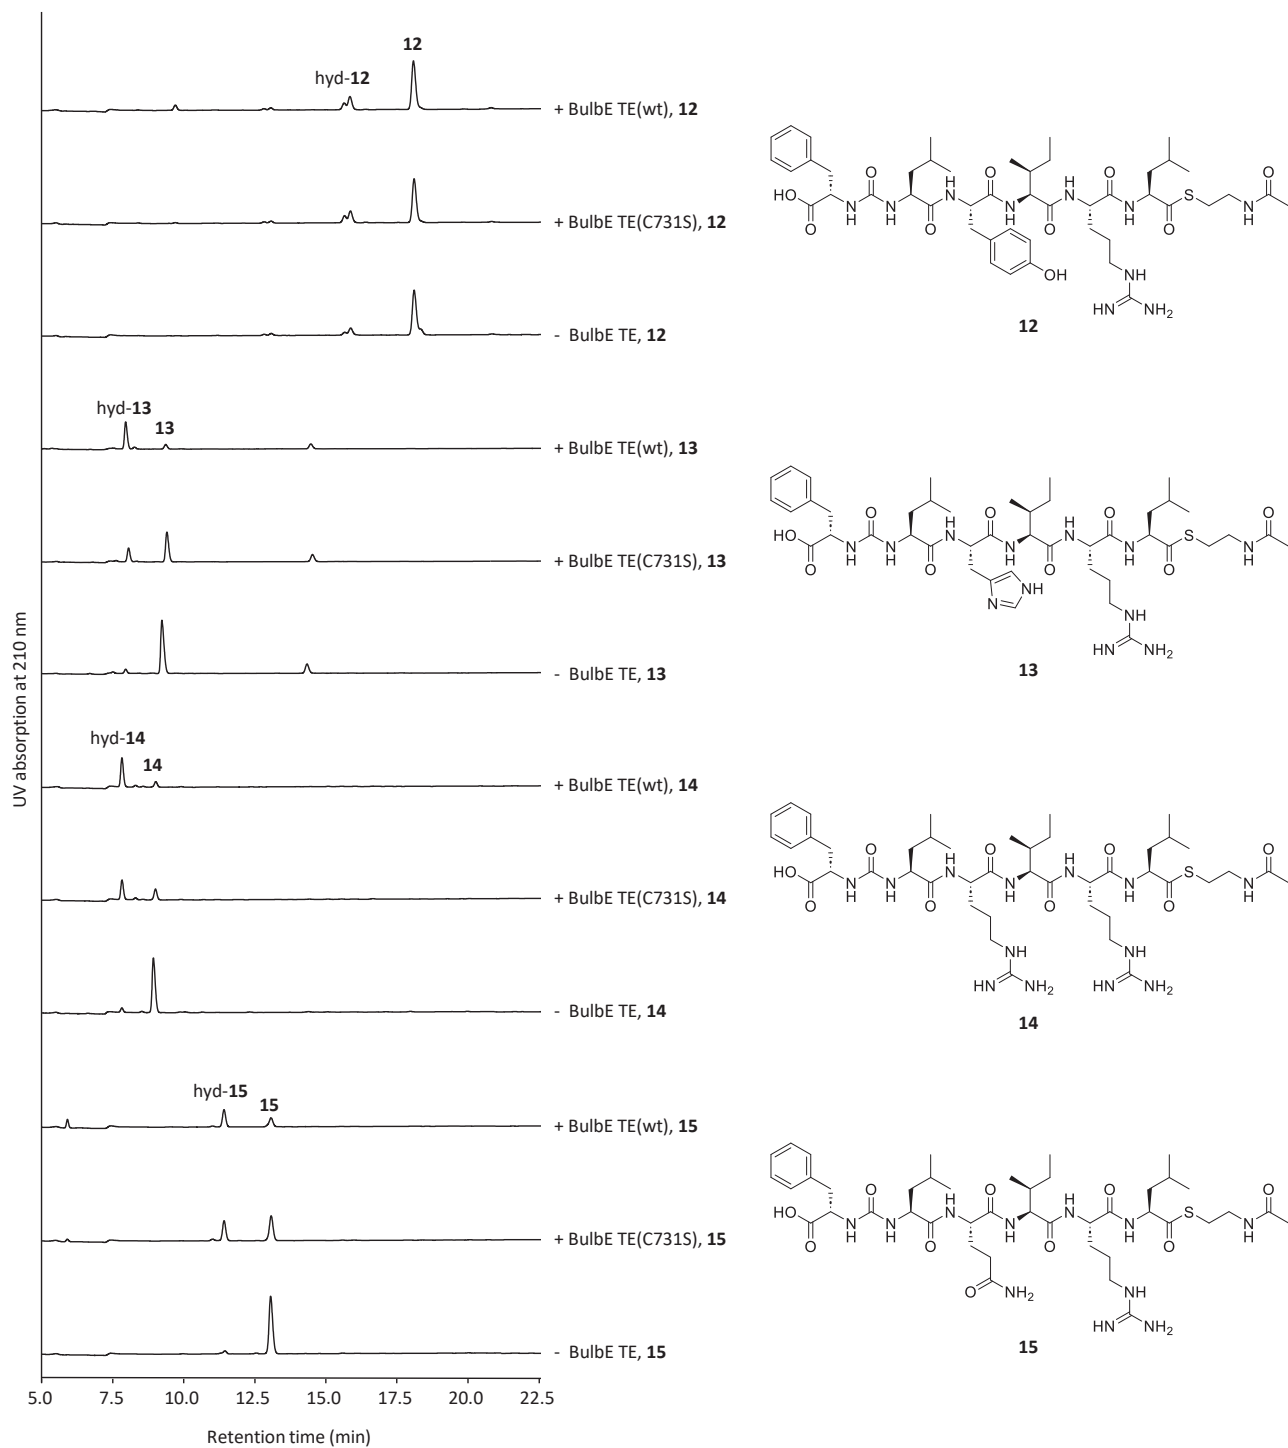 12
hyd-12
+ BulbE TE(wt), 12
+ BulbE TE(C731S), 12
- BulbE TE, 12
hyd-13
13
+ BulbE TE(wt), 13
+ BulbE TE(C731S), 13
- BulbE TE, 13
hyd-14
14
+ BulbE TE(wt), 14
+ BulbE TE(C731S), 14
- BulbE TE, 14
hyd-15
15
+ BulbE TE(wt), 15
+ BulbE TE(C731S), 15
- BulbE TE, 15
UV absorption at 210 nm
5.0 7.5 10.0 12.5 15.0 17.5 20.0 22.5
Retention time (min)
O H N O H N O O
HO N H N H N H N H S N H
O O O O O
OH NH
HN NH2
12
O H N O H N O O
HO N H N H N H N H S N H
O O O O O
N NH NH
HN NH2
13
O H N O H N O O
HO N H N H N H N H S N H
O O O O O
NH NH
HN NH2 HN NH2
14
O H N O H N O O
HO N H N H N H N H S N H
O O O O O
O NH2 NH
HN NH2
15